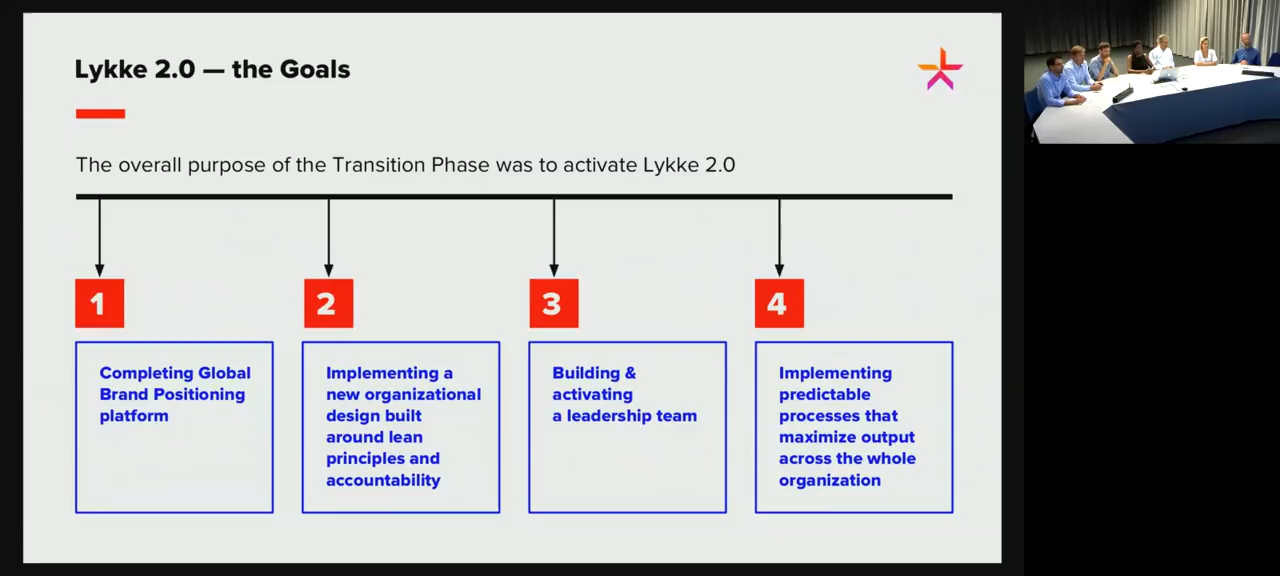 Lykke 2.0 — the Goals
The overall purpose of the Transition Phase was to activate Lykke 2.0
1
2
3
4
Completing Global
Brand Positioning
platform
Implementing a
new organizational
design built
around lean
principles and
accountability
Building &
activating
a leadership team
Implementing
predictable
processes that
maximize output
across the whole
organization